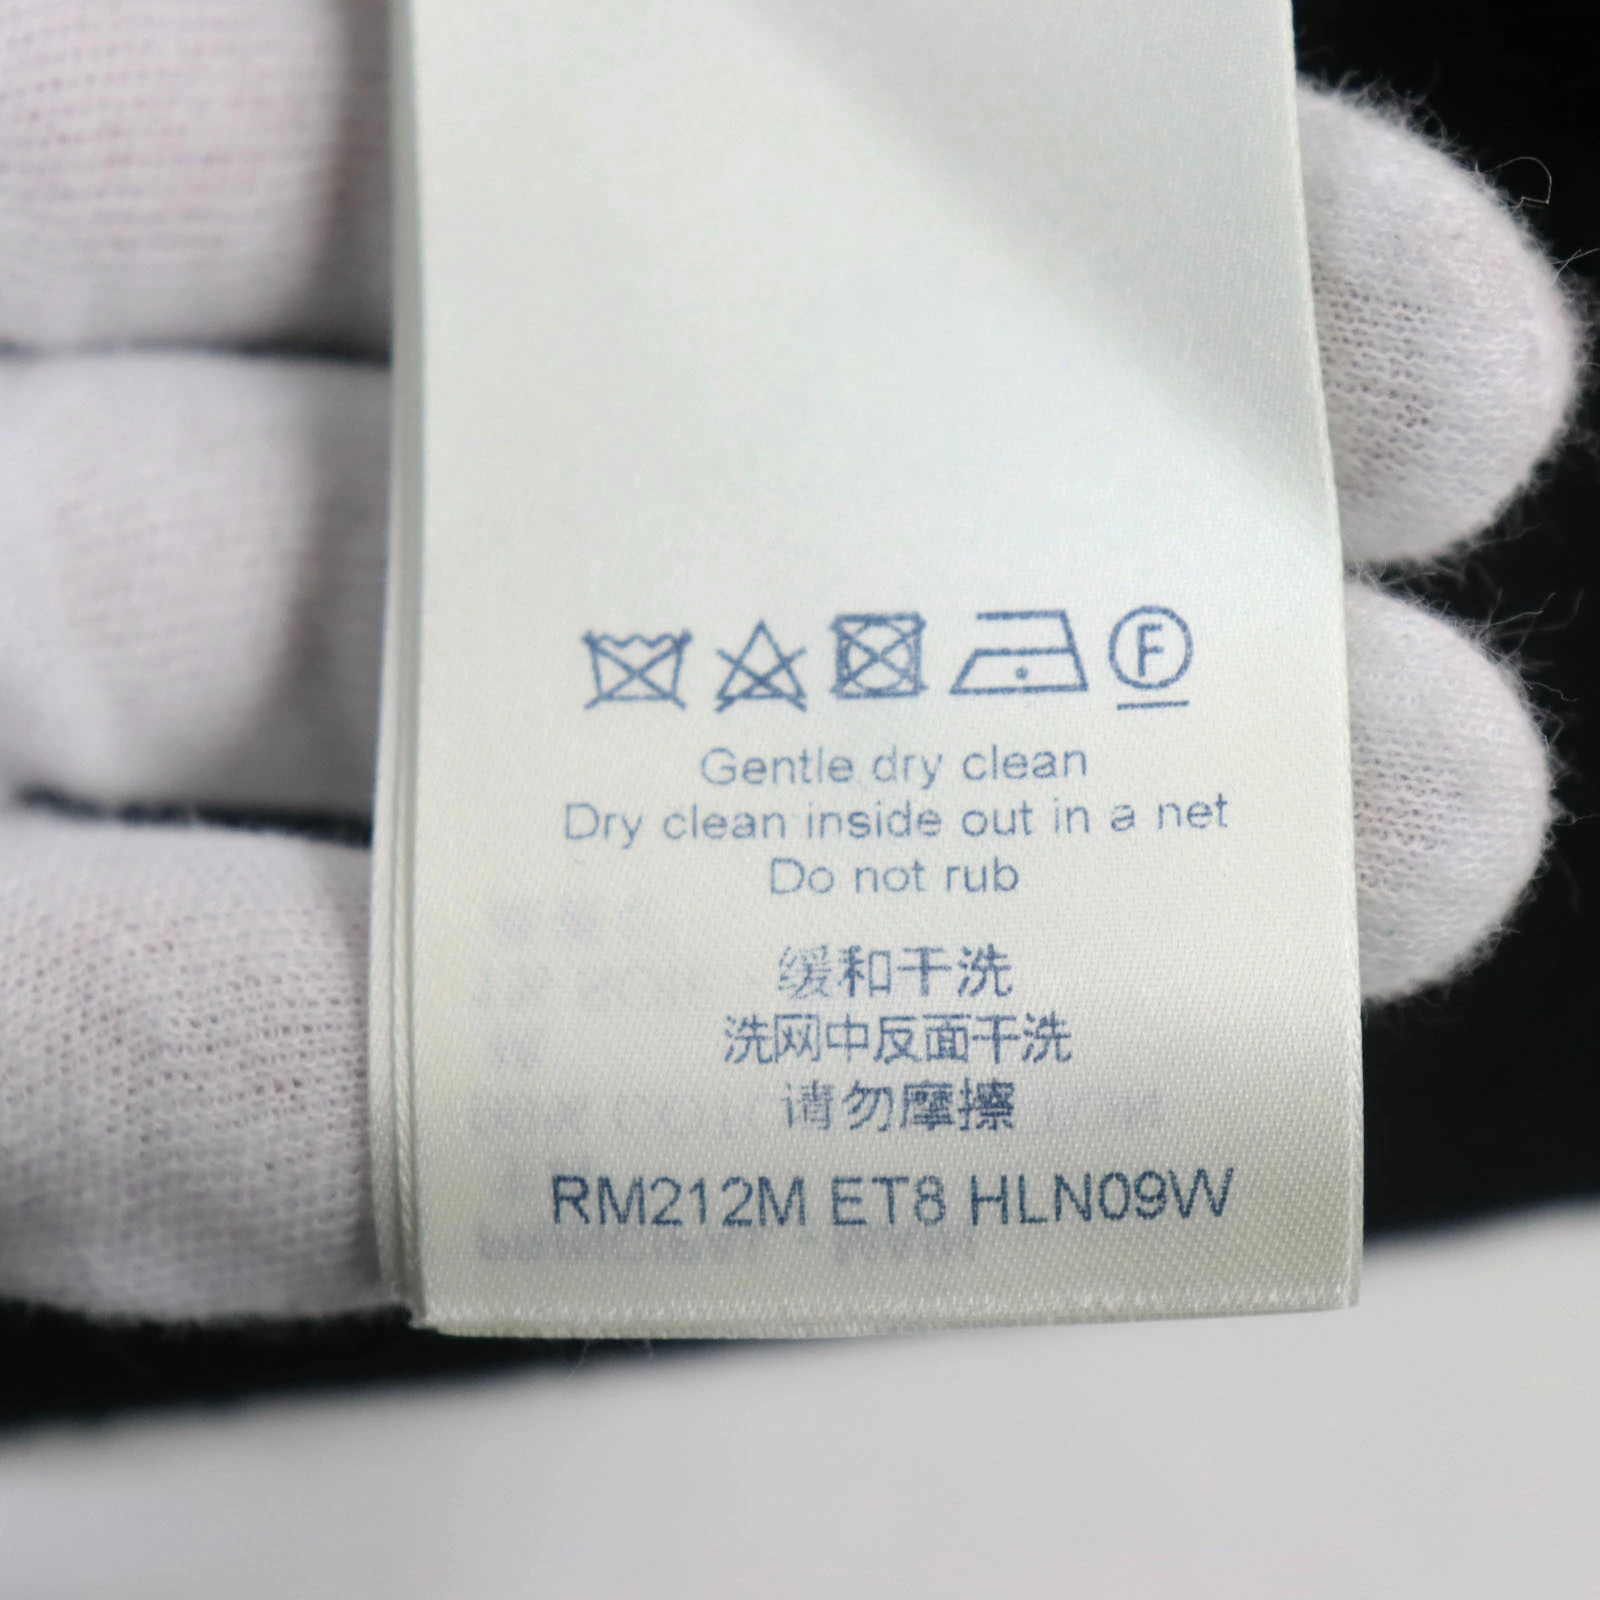 F
Gentle dry clean
Dry clean inside out in a net
Do not rub
缓和干洗
洗网中反面干洗
请勿摩擦
RM212M ET8 HLN09W